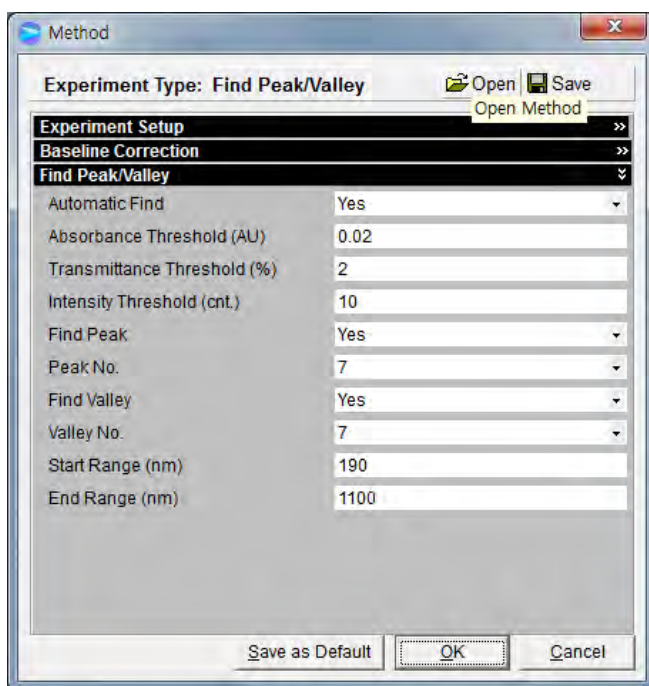 Method
Experiment Type: Find Peak/Valley Open Save
Open Method
Experiment Setup
Baseline Correction
Find Peak/Valley
Automatic Find Yes
Absorbance Threshold (AU) 0.02
Transmittance Threshold (%) 2
Intensity Threshold (cnt.) 10
Find Peak Yes
Peak No. 7
Find Valley Yes
Valley No. 7
Start Range (nm) 190
End Range (nm) 1100
Save as Default OK Cancel